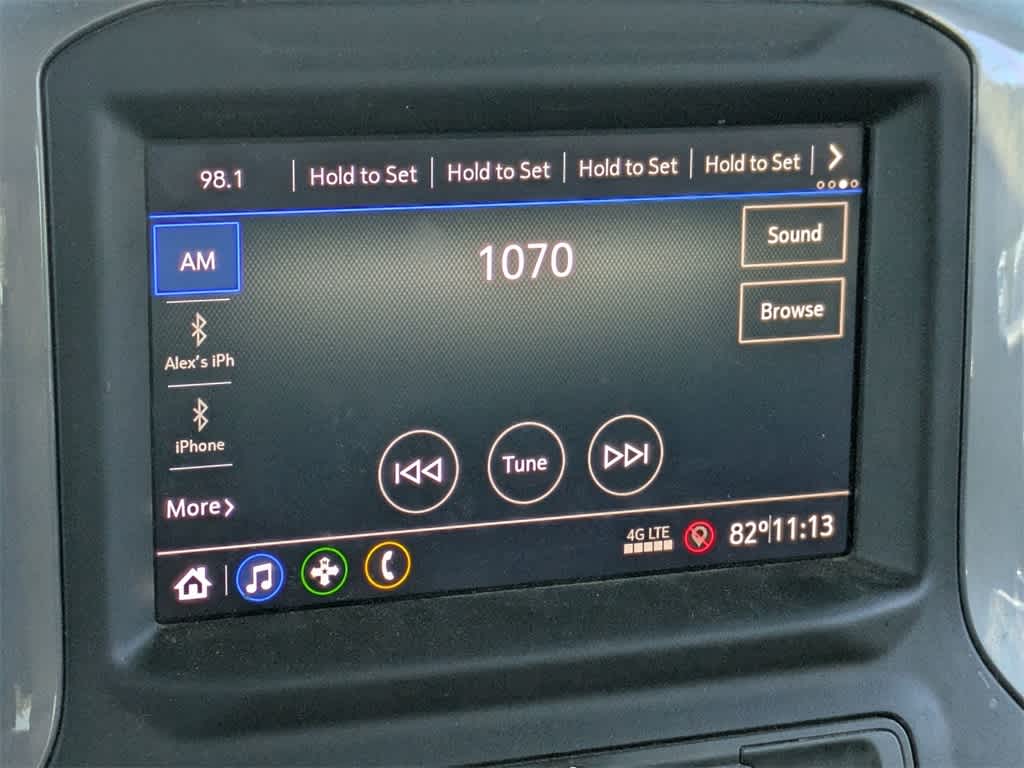 98.1 Hold to Set Hold to Set Hold to Set Hold to Set
AM
1070
Sound
Browse
Alex's iPh
iPhone
Tune
More
4G LTE
82° 11:13